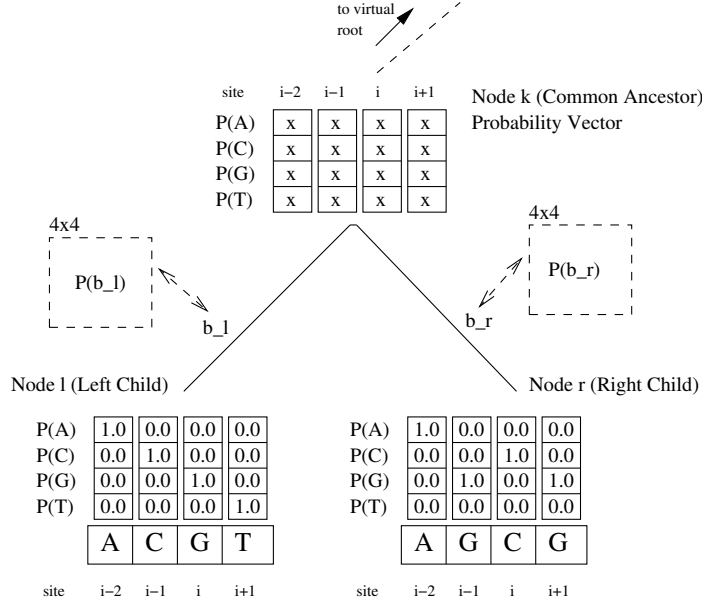 to virtual
root
site i−2 i−1 i i+1
Node k (Common Ancestor)
Probability Vector
P(A) x x x x
P(C) x x x x
P(G) x x x x
P(T) x x x x
4x4
P(b_l)
b_l
4x4
P(b_r)
b_r
Node l (Left Child)
P(A) 1.0 0.0 0.0 0.0
P(C) 0.0 1.0 0.0 0.0
P(G) 0.0 0.0 1.0 0.0
P(T) 0.0 0.0 0.0 1.0
A C G T
site i−2 i−1 i i+1
Node r (Right Child)
P(A) 1.0 0.0 0.0 0.0
P(C) 0.0 0.0 1.0 0.0
P(G) 0.0 1.0 0.0 1.0
P(T) 0.0 0.0 0.0 0.0
A G C G
site i−2 i−1 i i+1